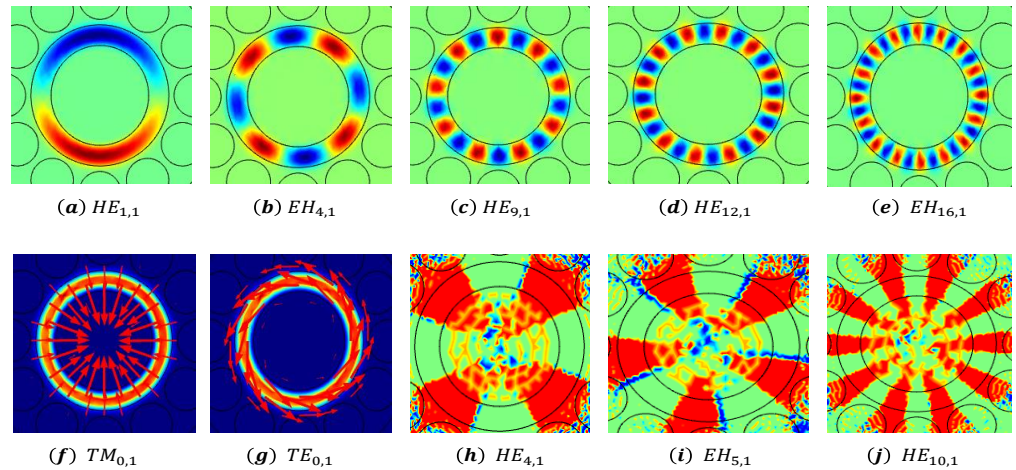 (a) HE1,1 (b) EH4,1 (c) HE9,1 (d) HE12,1 (e) EH16,1
(f) TM0,1 (g) TE0,1 (h) HE4,1 (i) EH5,1 (j) HE10,1